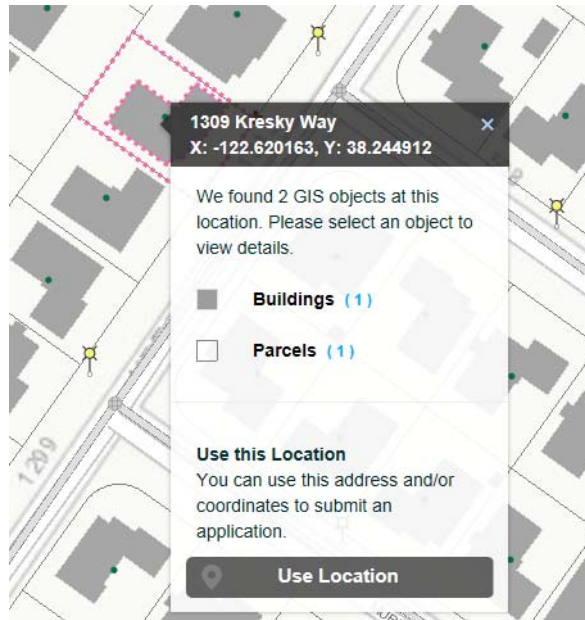 1309 Kresky Way
X: -122.620163, Y: 38.244912
We found 2 GIS objects at this
location. Please select an object to
view details.
Buildings (1)
Parcels (1)
1299
Use this Location
You can use this address and/or
coordinates to submit an
application.
Use Location